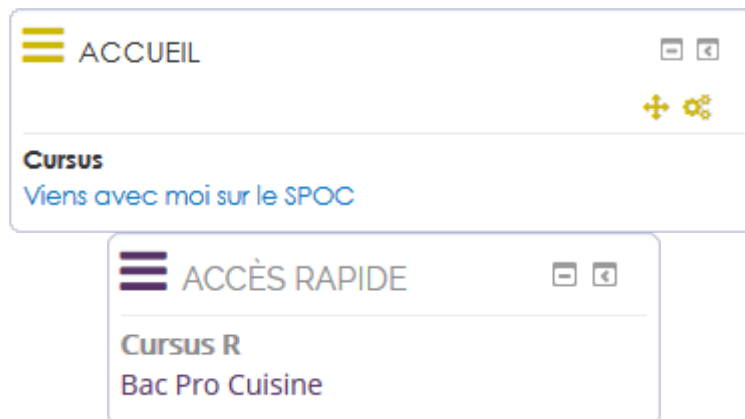 ACCUEIL
Cursus
Viens avec moi sur le SPOC
ACCÈS RAPIDE
Cursus R
Bac Pro Cuisine